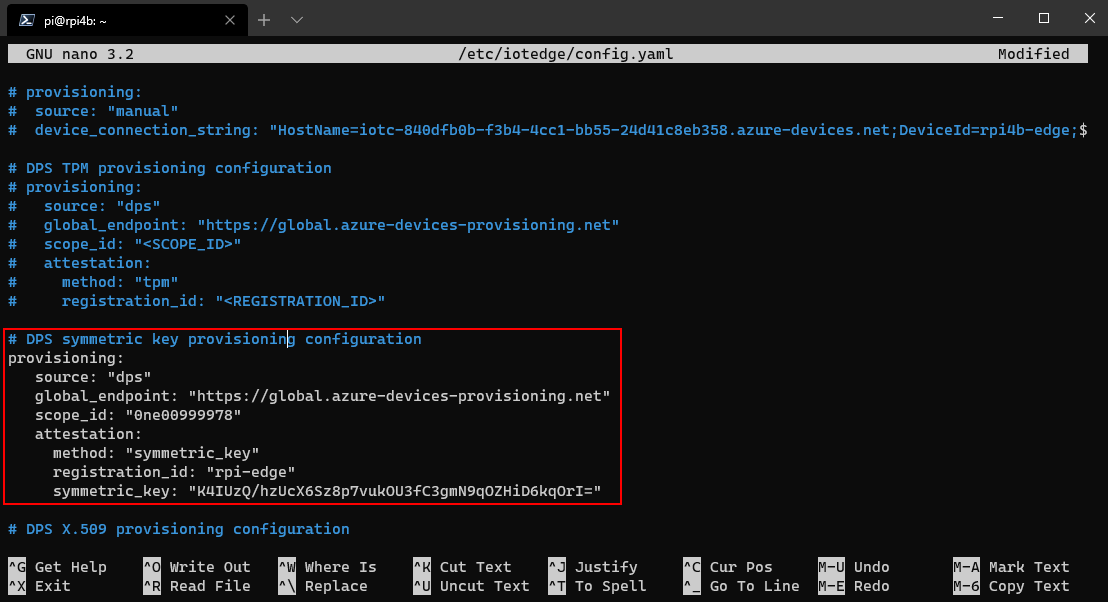 pi@rpi4b: ~
GNU nano 3.2 /etc/iotedge/config.yaml Modified
# provisioning:
#  source: "manual"
#  device_connection_string: "HostName=iotc-840dfb0b-f3b4-4cc1-bb55-24d41c8eb358.azure-devices.net;DeviceId=rpi4b-edge;$
# DPS TPM provisioning configuration
# provisioning:
#   source: "dps"
#   global_endpoint: "https://global.azure-devices-provisioning.net"
#   scope_id: "<SCOPE_ID>"
#   attestation:
#     method: "tpm"
#     registration_id: "<REGISTRATION_ID>"
# DPS symmetric key provisioning configuration
provisioning:
   source: "dps"
   global_endpoint: "https://global.azure-devices-provisioning.net"
   scope_id: "0ne00999978"
   attestation:
     method: "symmetric_key"
     registration_id: "rpi-edge"
     symmetric_key: "K4IUzQ/hzUcX6Sz8p7vukOU3fC3gmN9qOZHiD6kqOrI="
# DPS X.509 provisioning configuration
^G Get Help ^O Write Out ^W Where Is ^K Cut Text ^J Justify ^C Cur Pos M-U Undo M-A Mark Text
^X Exit ^R Read File ^\ Replace ^U Uncut Text ^T To Spell ^_ Go To Line M-E Redo M-6 Copy Text